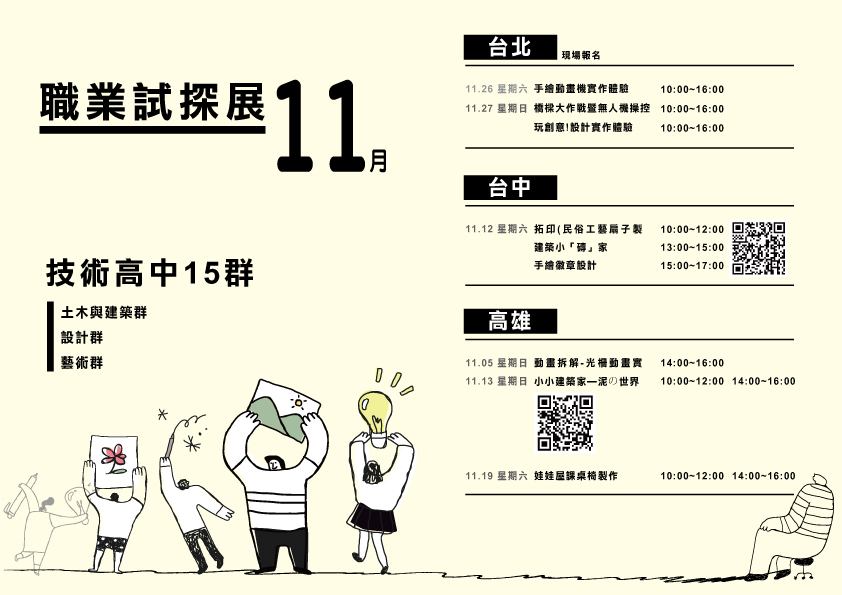 職業試探展 11月
技術高中15群
土木與建築群
設計群
藝術群
台北 現場報名
11.26 星期六 手繪動畫機實作體驗 10:00~16:00
11.27 星期日 橋樑大作戰暨無人機操控 10:00~16:00
玩創意!設計實作體驗 10:00~16:00
台中
11.12 星期六 拓印(民俗工藝扇子製 10:00~12:00
建築小「磚」家 13:00~15:00
手繪徽章設計 15:00~17:00
高雄
11.05 星期日 動畫拆解-光柵動畫實 14:00~16:00
11.13 星期日 小小建築家—泥の世界 10:00~12:00 14:00~16:00
11.19 星期六 娃娃屋課桌椅製作 10:00~12:00 14:00~16:00